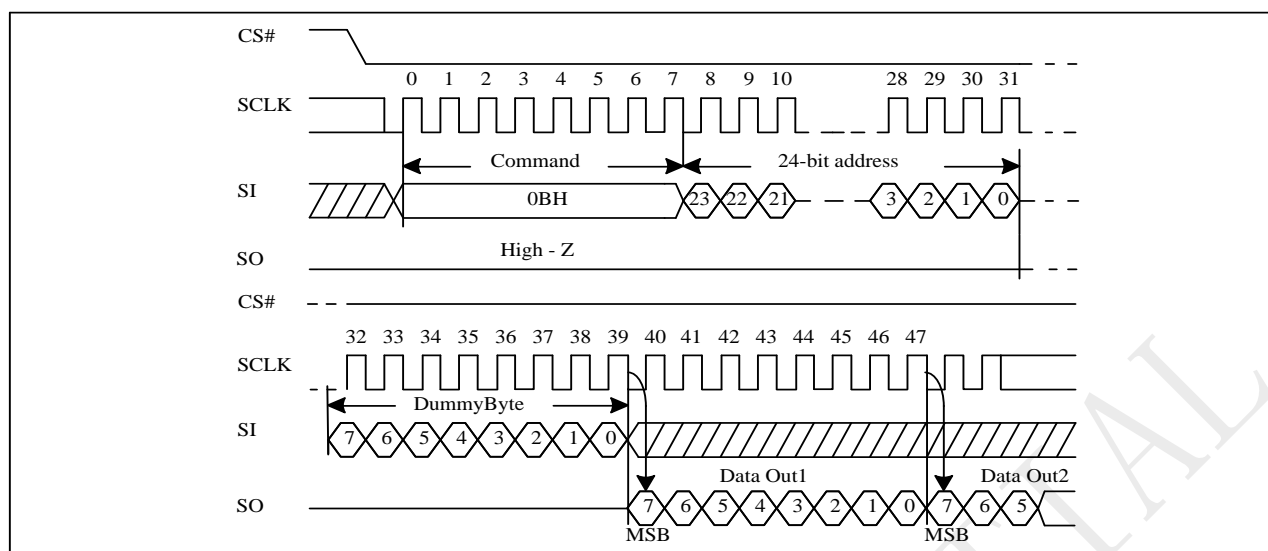 CS#
0 1 2 3 4 5 6 7 8 9 10 28 29 30 31
SCLK
Command 24-bit address
SI 0BH 23 22 21 3 2 1 0
High - Z
SO
CS#
32 33 34 35 36 37 38 39 40 41 42 43 44 45 46 47
SCLK
DummyByte
SI 7 6 5 4 3 2 1 0
Data Out1 Data Out2
SO 7 6 5 4 3 2 1 0 7 6 5
MSB MSB